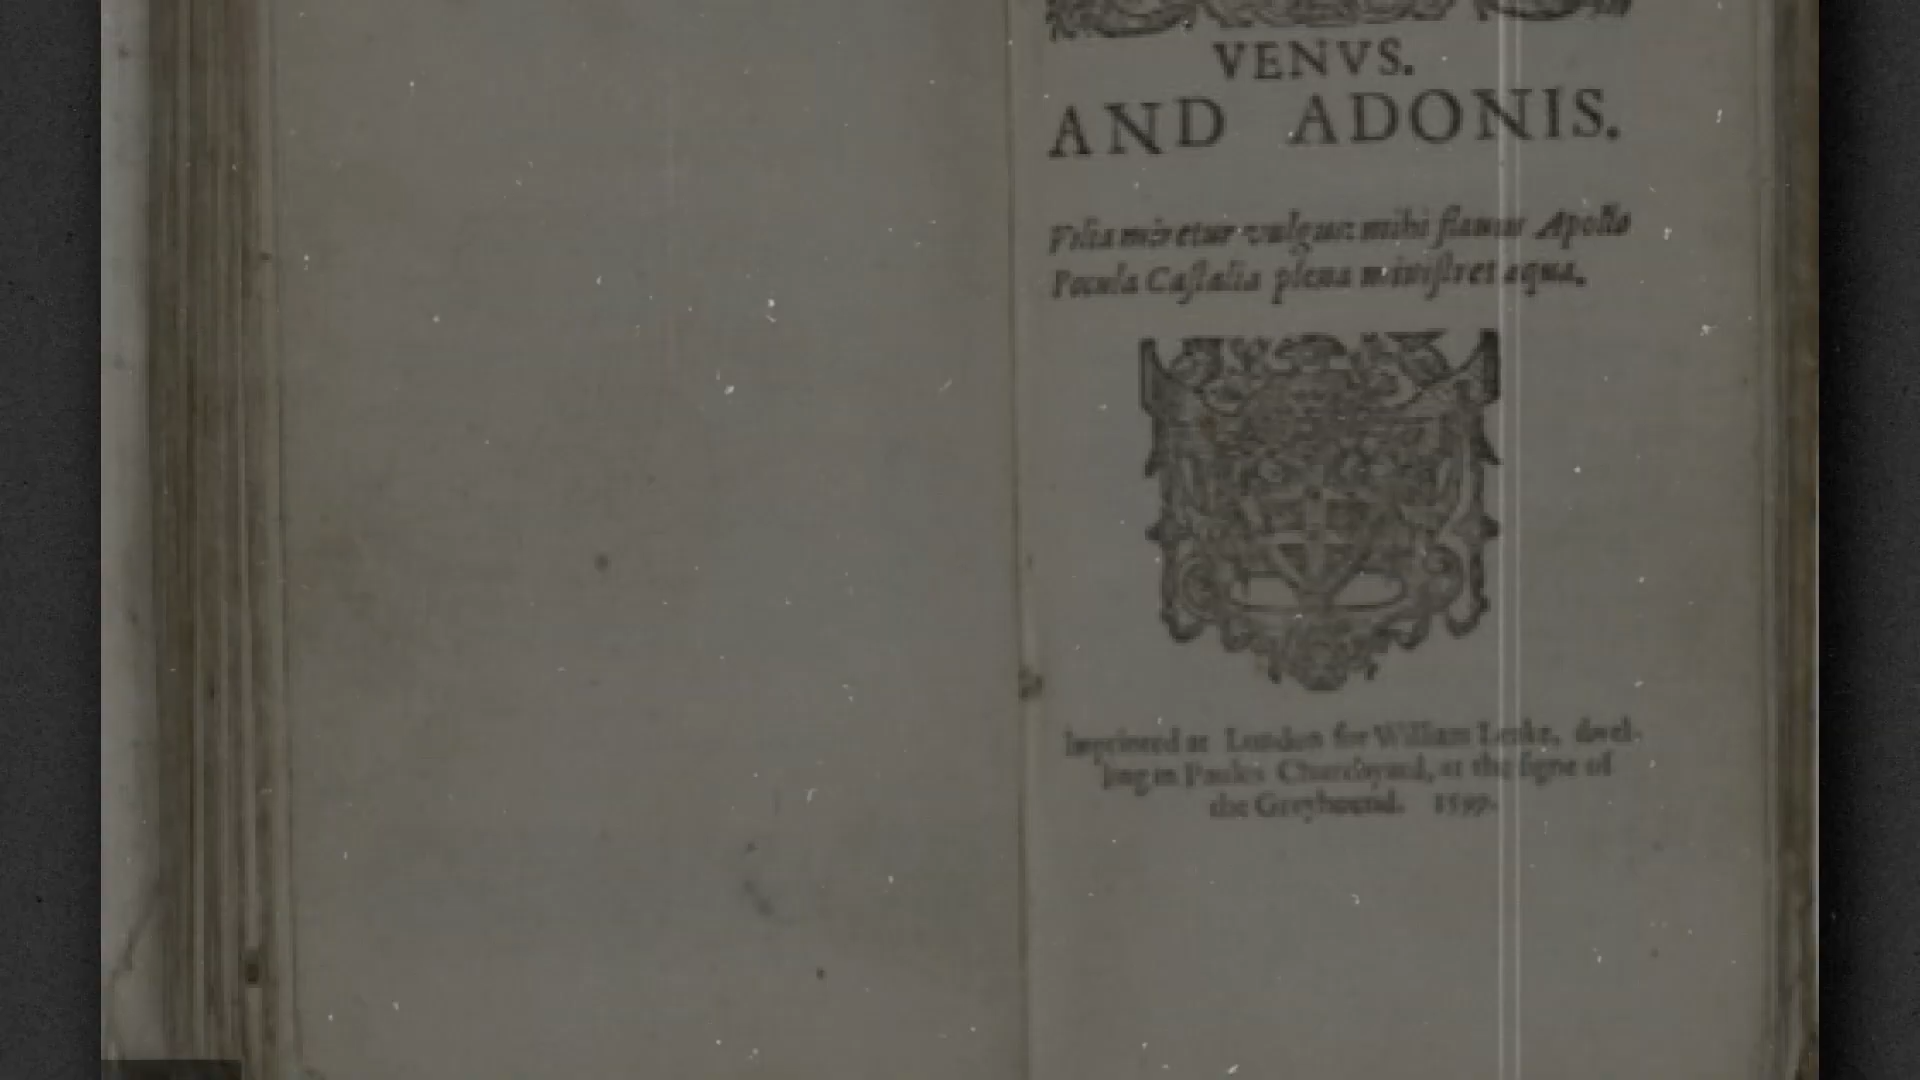 VENVS.
AND ADONIS.
Vilia miretur vulgus: mihi flauus Apollo
Pocula Castalia plena ministret aqua.
Imprinted at London for William Leake, dwel-
ling in Paules Churchyard, at the signe of
the Greyhound. 1599.